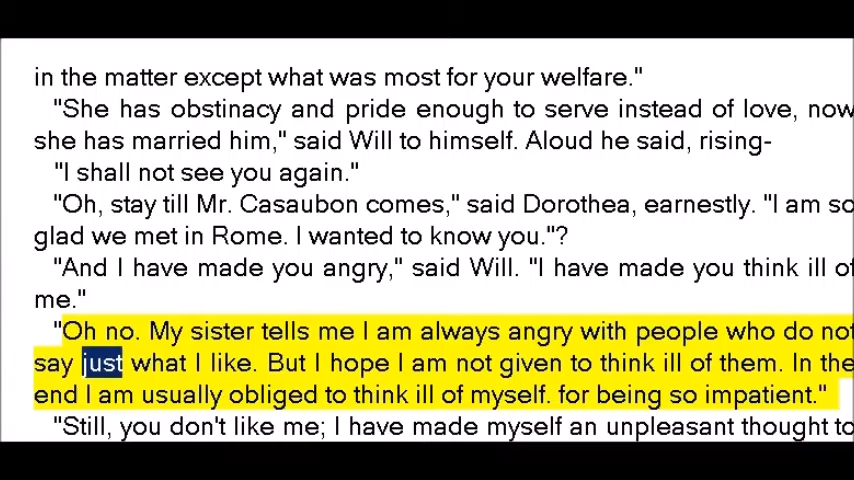 in the matter except what was most for your welfare."
"She has obstinacy and pride enough to serve instead of love, now
she has married him," said Will to himself. Aloud he said, rising-
"I shall not see you again."
"Oh, stay till Mr. Casaubon comes," said Dorothea, earnestly. "I am so
glad we met in Rome. I wanted to know you."?
"And I have made you angry," said Will. "I have made you think ill of
me."
"Oh no. My sister tells me I am always angry with people who do not
say just what I like. But I hope I am not given to think ill of them. In the
end I am usually obliged to think ill of myself. for being so impatient."
"Still, you don't like me; I have made myself an unpleasant thought to